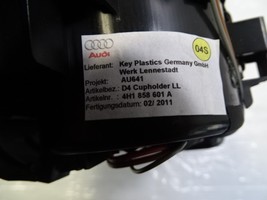 Audi
04S
Lieferant: Key Plastics Germany GmbH
Werk Lennestadt
Projekt: AU641
Artikelbez.: D4 Cupholder LL
Artikelnr.: 4H1 858 601 A
Fertigungsdatum: 02/ 2011